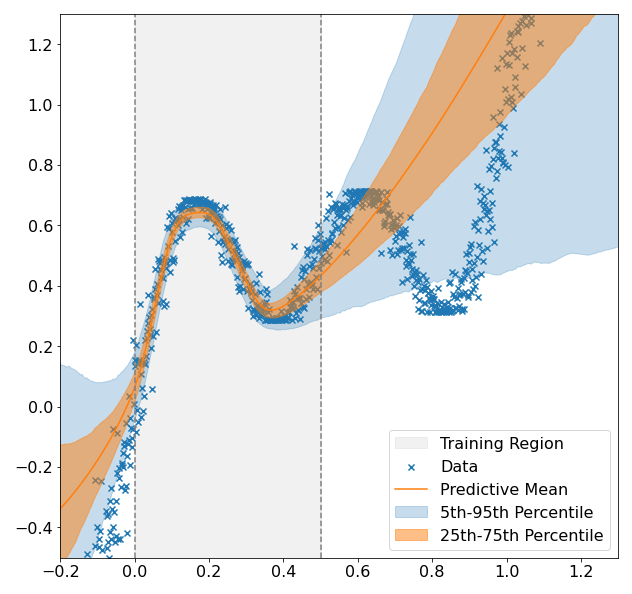 1.2
1.0
0.8
0.6
0.4
0.2
0.0
−0.2
−0.4
Training Region
Data
Predictive Mean
5th-95th Percentile
25th-75th Percentile
−0.2 0.0 0.2 0.4 0.6 0.8 1.0 1.2